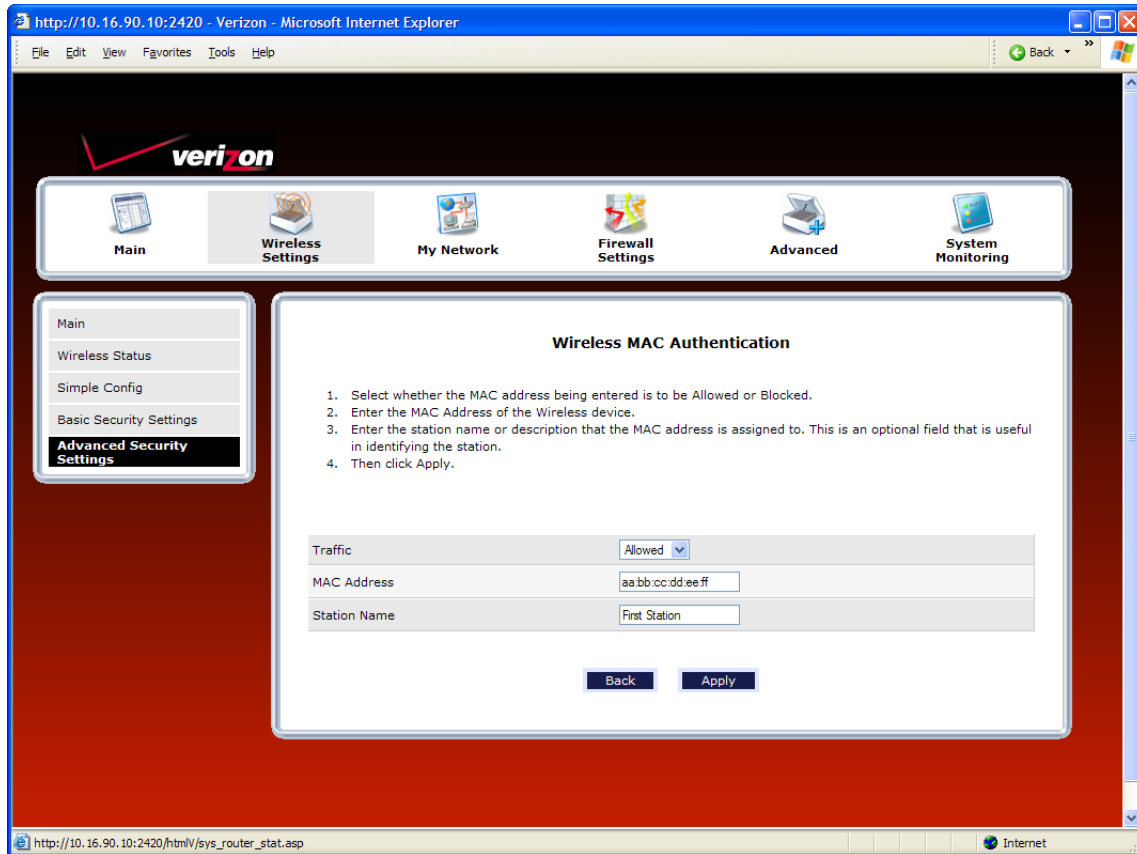 http://10.16.90.10:2420 - Verizon - Microsoft Internet Explorer
File Edit View Favorites Tools Help
Back
verizon
Main
Wireless Settings
My Network
Firewall Settings
Advanced
System Monitoring
Main
Wireless Status
Simple Config
Basic Security Settings
Advanced Security
Settings
Wireless MAC Authentication
1. Select whether the MAC address being entered is to be Allowed or Blocked.
2. Enter the MAC Address of the Wireless device.
3. Enter the station name or description that the MAC address is assigned to. This is an optional field that is useful
in identifying the station.
4. Then click Apply.
Traffic Allowed
MAC Address aa:bb:cc:dd:ee:ff
Station Name First Station
Back Apply
http://10.16.90.10:2420/htmlV/sys_router_stat.asp Internet